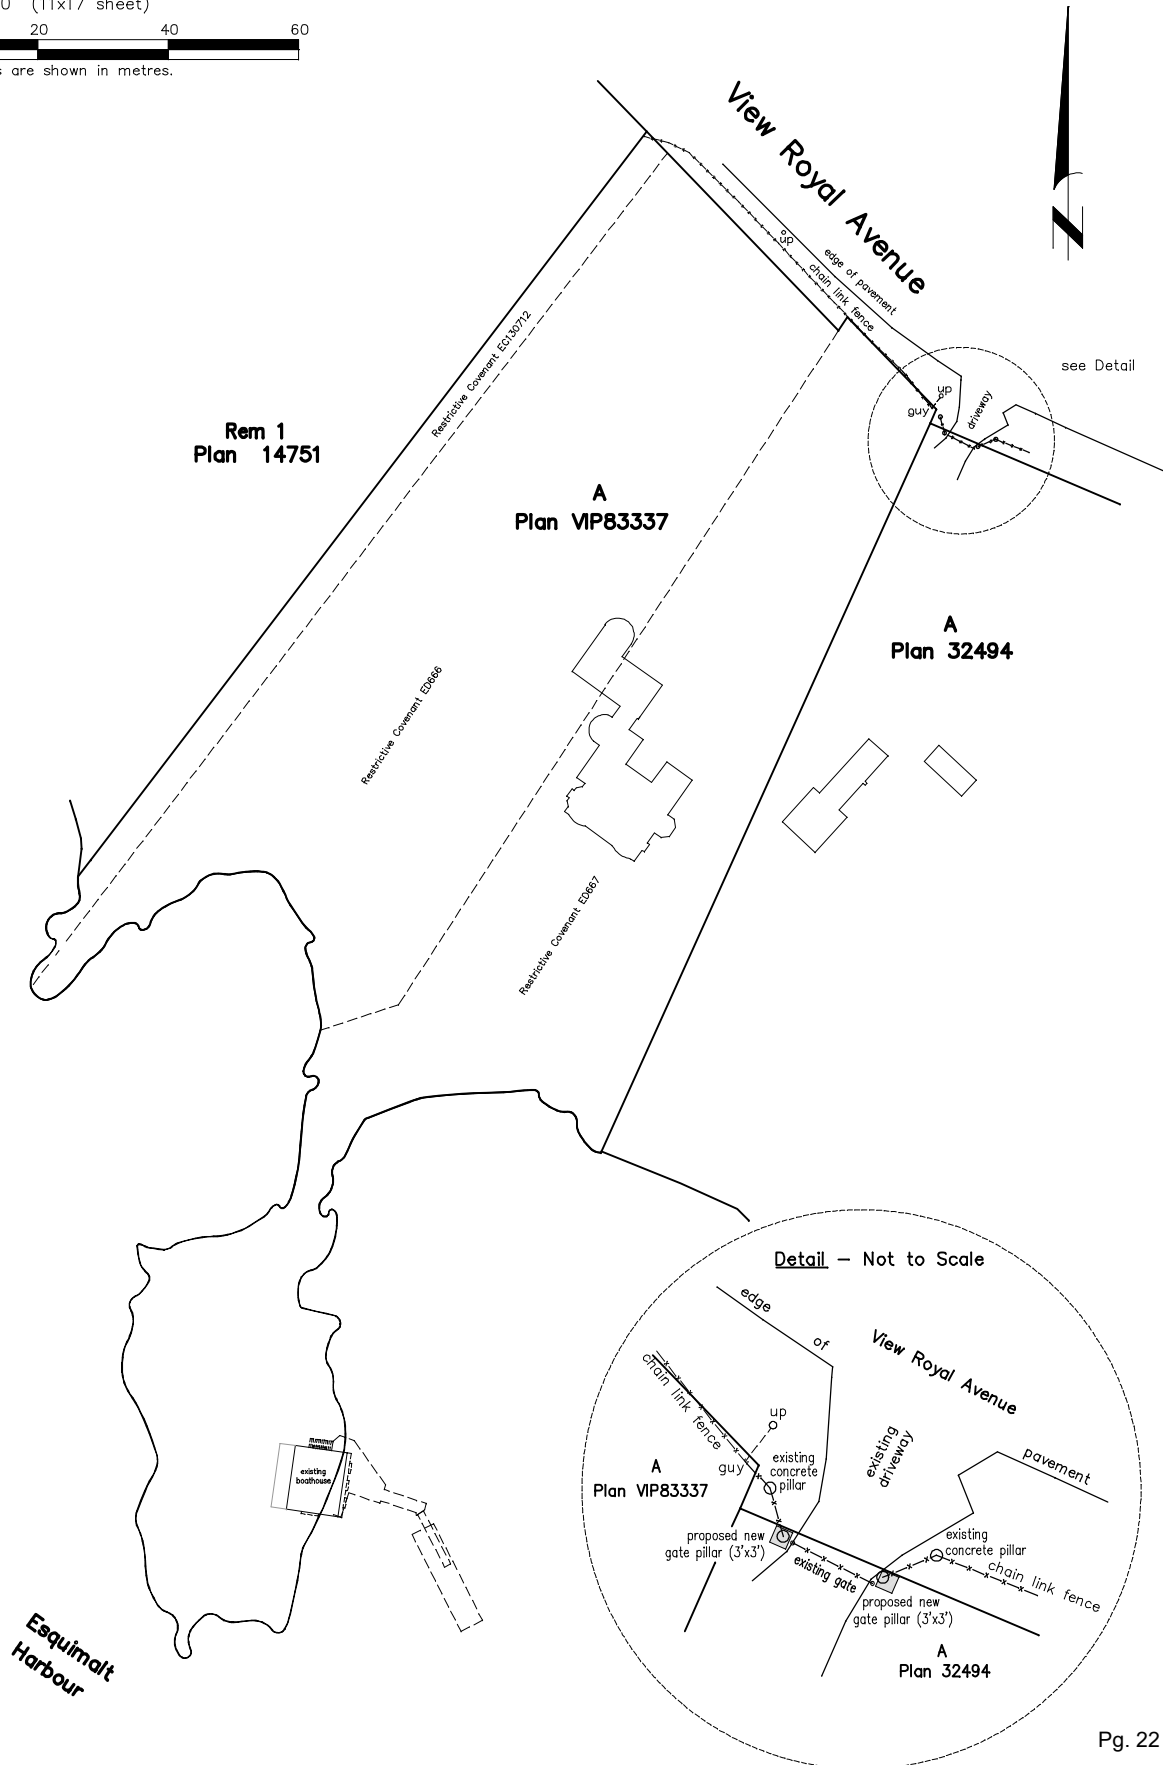 (11x17 sheet)
20 40 60
are shown in metres.
View Royal Avenue
up
edge of pavement
chain link fence
see Detail
up
guy
driveway
Restrictive Covenant EC130712
Rem 1
Plan 14751
A
Plan VIP83337
A
Plan 32494
Restrictive Covenant ED666
Restrictive Covenant ED667
Detail – Not to Scale
edge
of
View Royal Avenue
chain link fence
up
guy
existing
concrete
pillar
existing
driveway
pavement
A
Plan VIP83337
proposed new
gate pillar (3'x3')
existing gate
existing
concrete pillar
chain link fence
proposed new
gate pillar (3'x3')
A
Plan 32494
existing
boathouse
Esquimalt
Harbour
Pg. 22